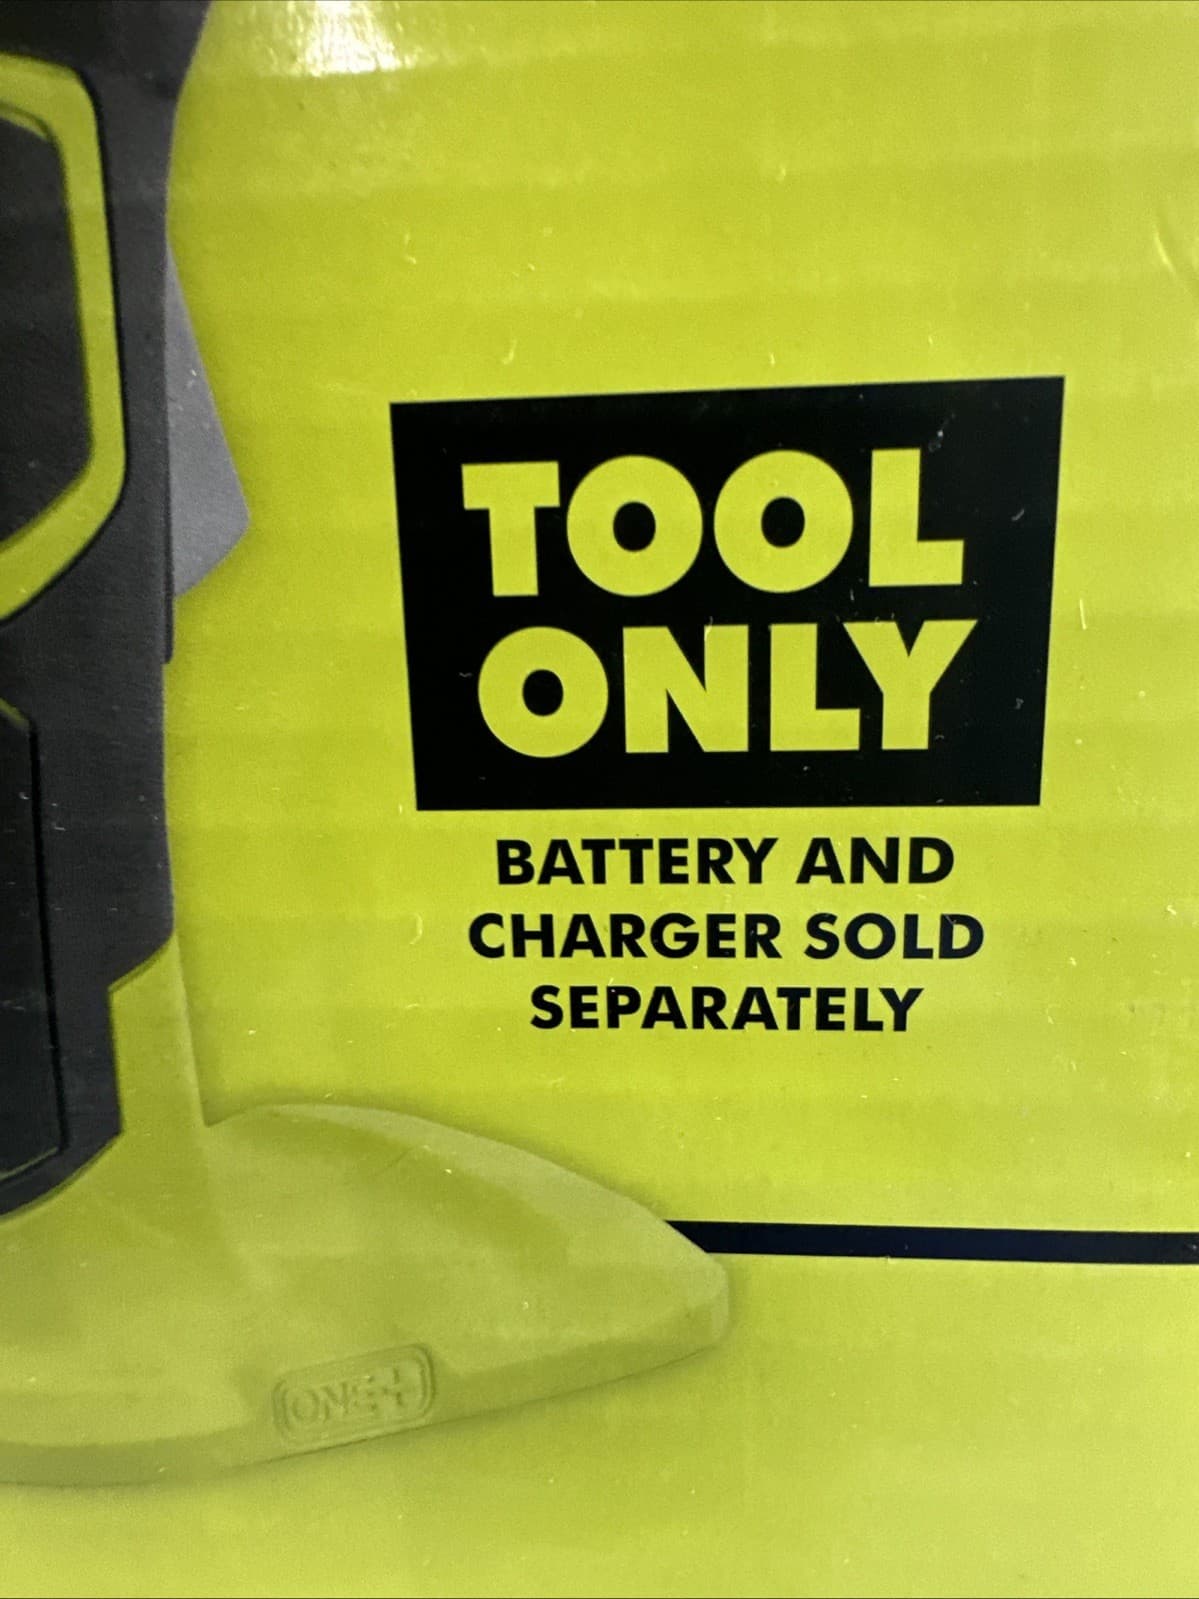 TOOL
ONLY
BATTERY AND
CHARGER SOLD
SEPARATELY
ONE+